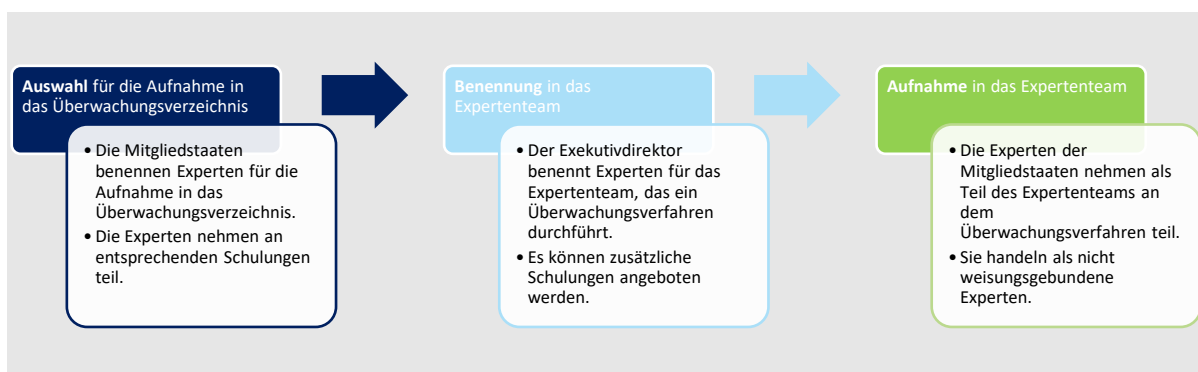 Auswahl für die Aufnahme in
das Überwachungsverzeichnis
• Die Mitgliedstaaten
benennen Experten für die
Aufnahme in das
Überwachungsverzeichnis.
• Die Experten nehmen an
entsprechenden Schulungen
teil.
Benennung in das
Expertenteam
• Der Exekutivdirektor
benennt Experten für das
Expertenteam, das ein
Überwachungsverfahren
durchführt.
• Es können zusätzliche
Schulungen angeboten
werden.
Aufnahme in das Expertenteam
• Die Experten der
Mitgliedstaaten nehmen als
Teil des Expertenteams an
dem
Überwachungsverfahren teil.
• Sie handeln als nicht
weisungsgebundene
Experten.